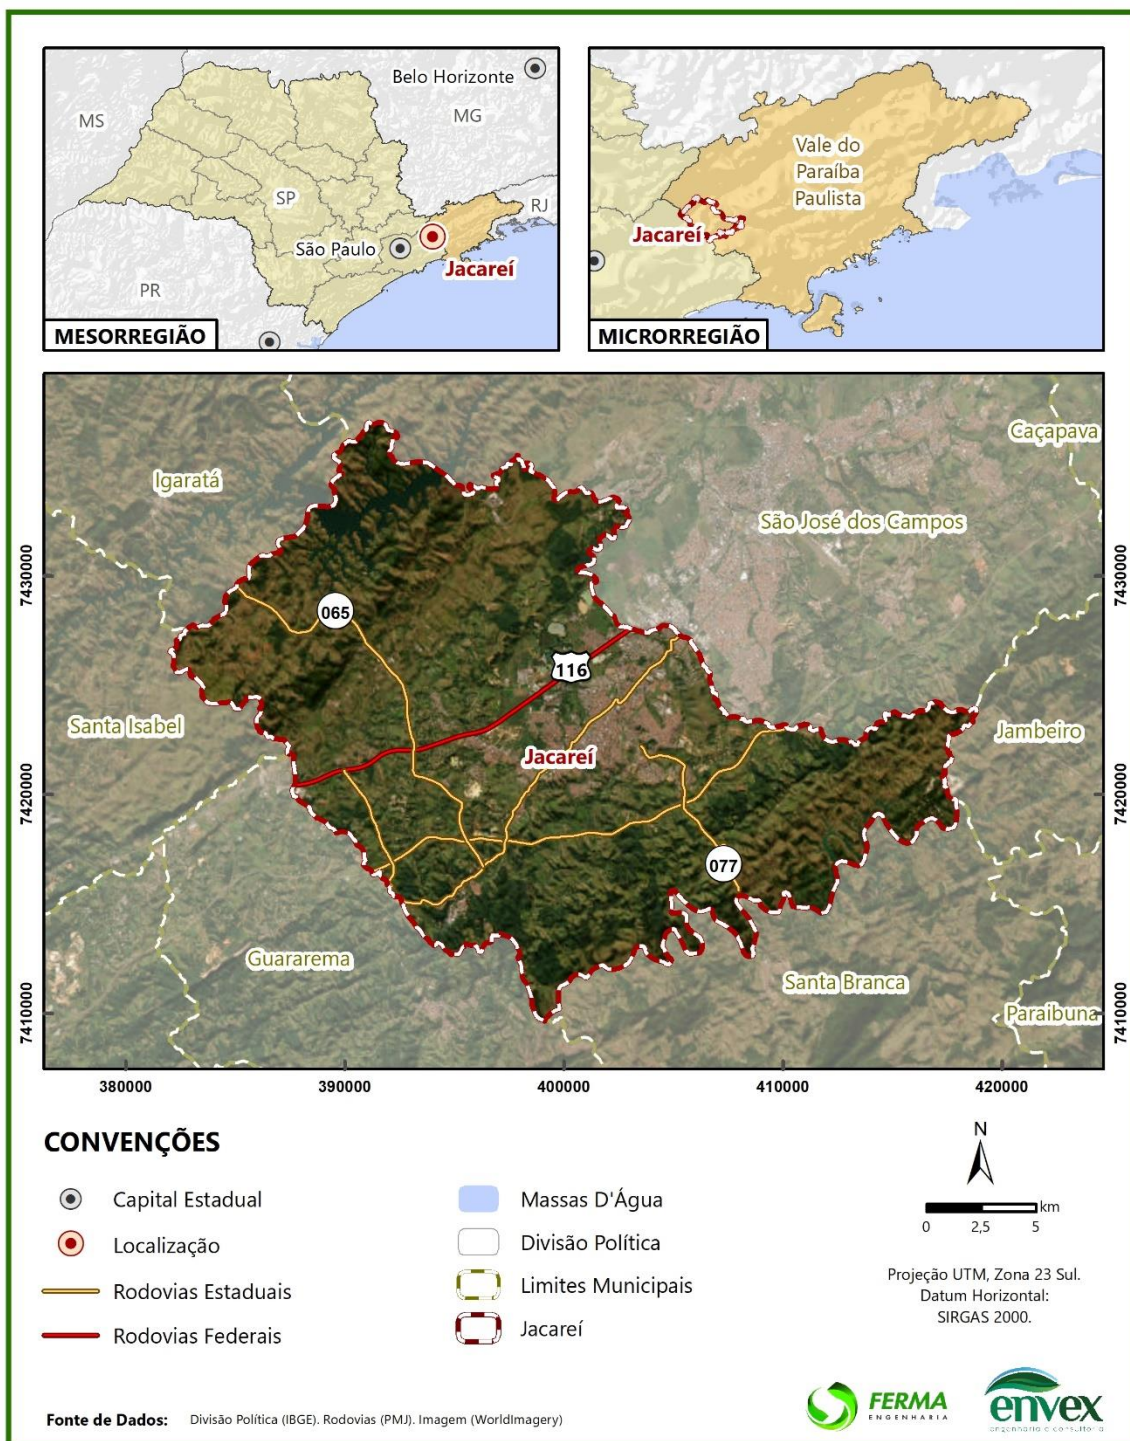 Belo Horizonte
MS
MG
SP
RJ
São Paulo
Jacareí
PR
MESORREGIÃO
Vale do
Paraíba
Paulista
Jacareí
MICRORREGIÃO
Caçapava
Igaratá
São José dos Campos
7430000
7430000
065
116
Santa Isabel
Jambeiro
Jacareí
7420000
7420000
077
Guararema
Santa Branca
Paraibuna
7410000
7410000
380000
390000
400000
410000
420000
CONVENÇÕES
Capital Estadual
Localização
Rodovias Estaduais
Rodovias Federais
Massas D'Água
Divisão Política
Limites Municipais
Jacareí
N
km
0
2,5
5
Projeção UTM, Zona 23 Sul.
Datum Horizontal:
SIRGAS 2000.
FERMA
ENGENHARIA
envex
engenharia e consultoria
Fonte de Dados: Divisão Política (IBGE). Rodovias (PMJ). Imagem (WorldImagery)